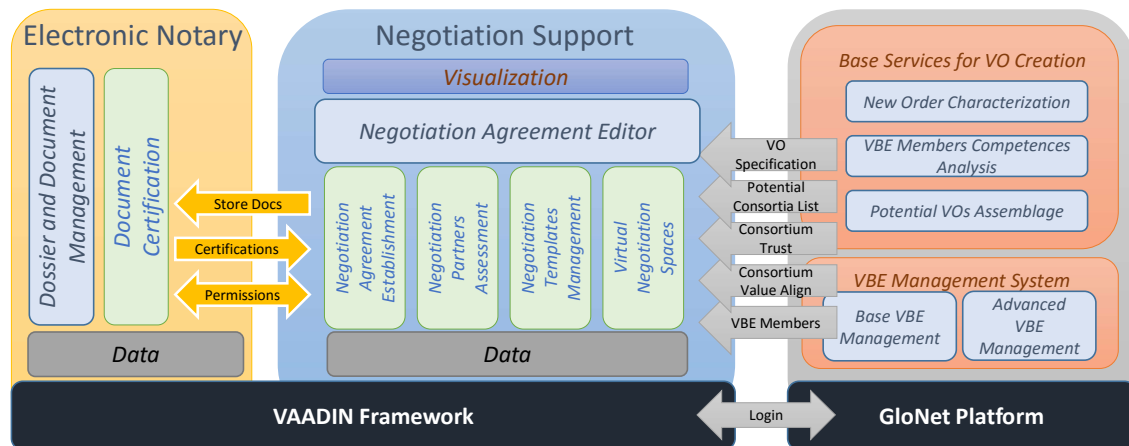 Electronic Notary
Dossier and Document
Management
Document
Certification
Data
Store Docs
Certifications
Permissions
Negotiation Support
Visualization
Negotiation Agreement Editor
Negotiation
Agreement
Establishment
Negotiation
Partners
Assessment
Negotiation
Templates
Management
Virtual
Negotiation
Spaces
Data
VO
Specification
Potential
Consortia List
Consortium
Trust
Consortium
Value Align
VBE Members
Base Services for VO Creation
New Order Characterization
VBE Members Competences
Analysis
Potential VOs Assemblage
VBE Management System
Base VBE
Management
Advanced
VBE
Management
VAADIN Framework
Login
GloNet Platform